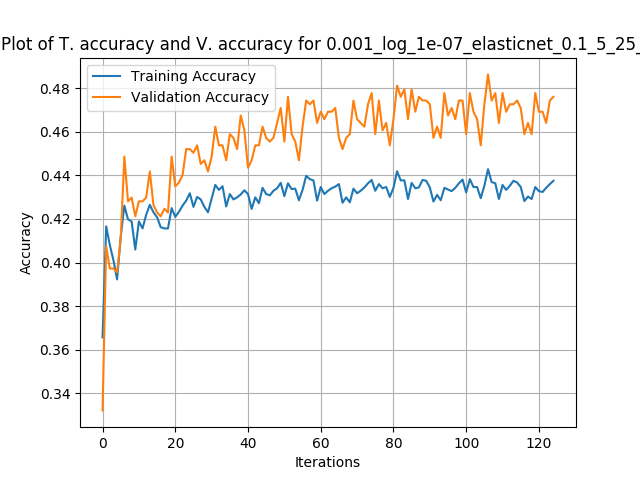 Plot of T. accuracy and V. accuracy for 0.001_log_1e-07_elasticnet_0.1_5_25_
Training Accuracy
Validation Accuracy
0.48
0.46
0.44
0.42
0.40
0.38
0.36
0.34
Accuracy
0 20 40 60 80 100 120
Iterations